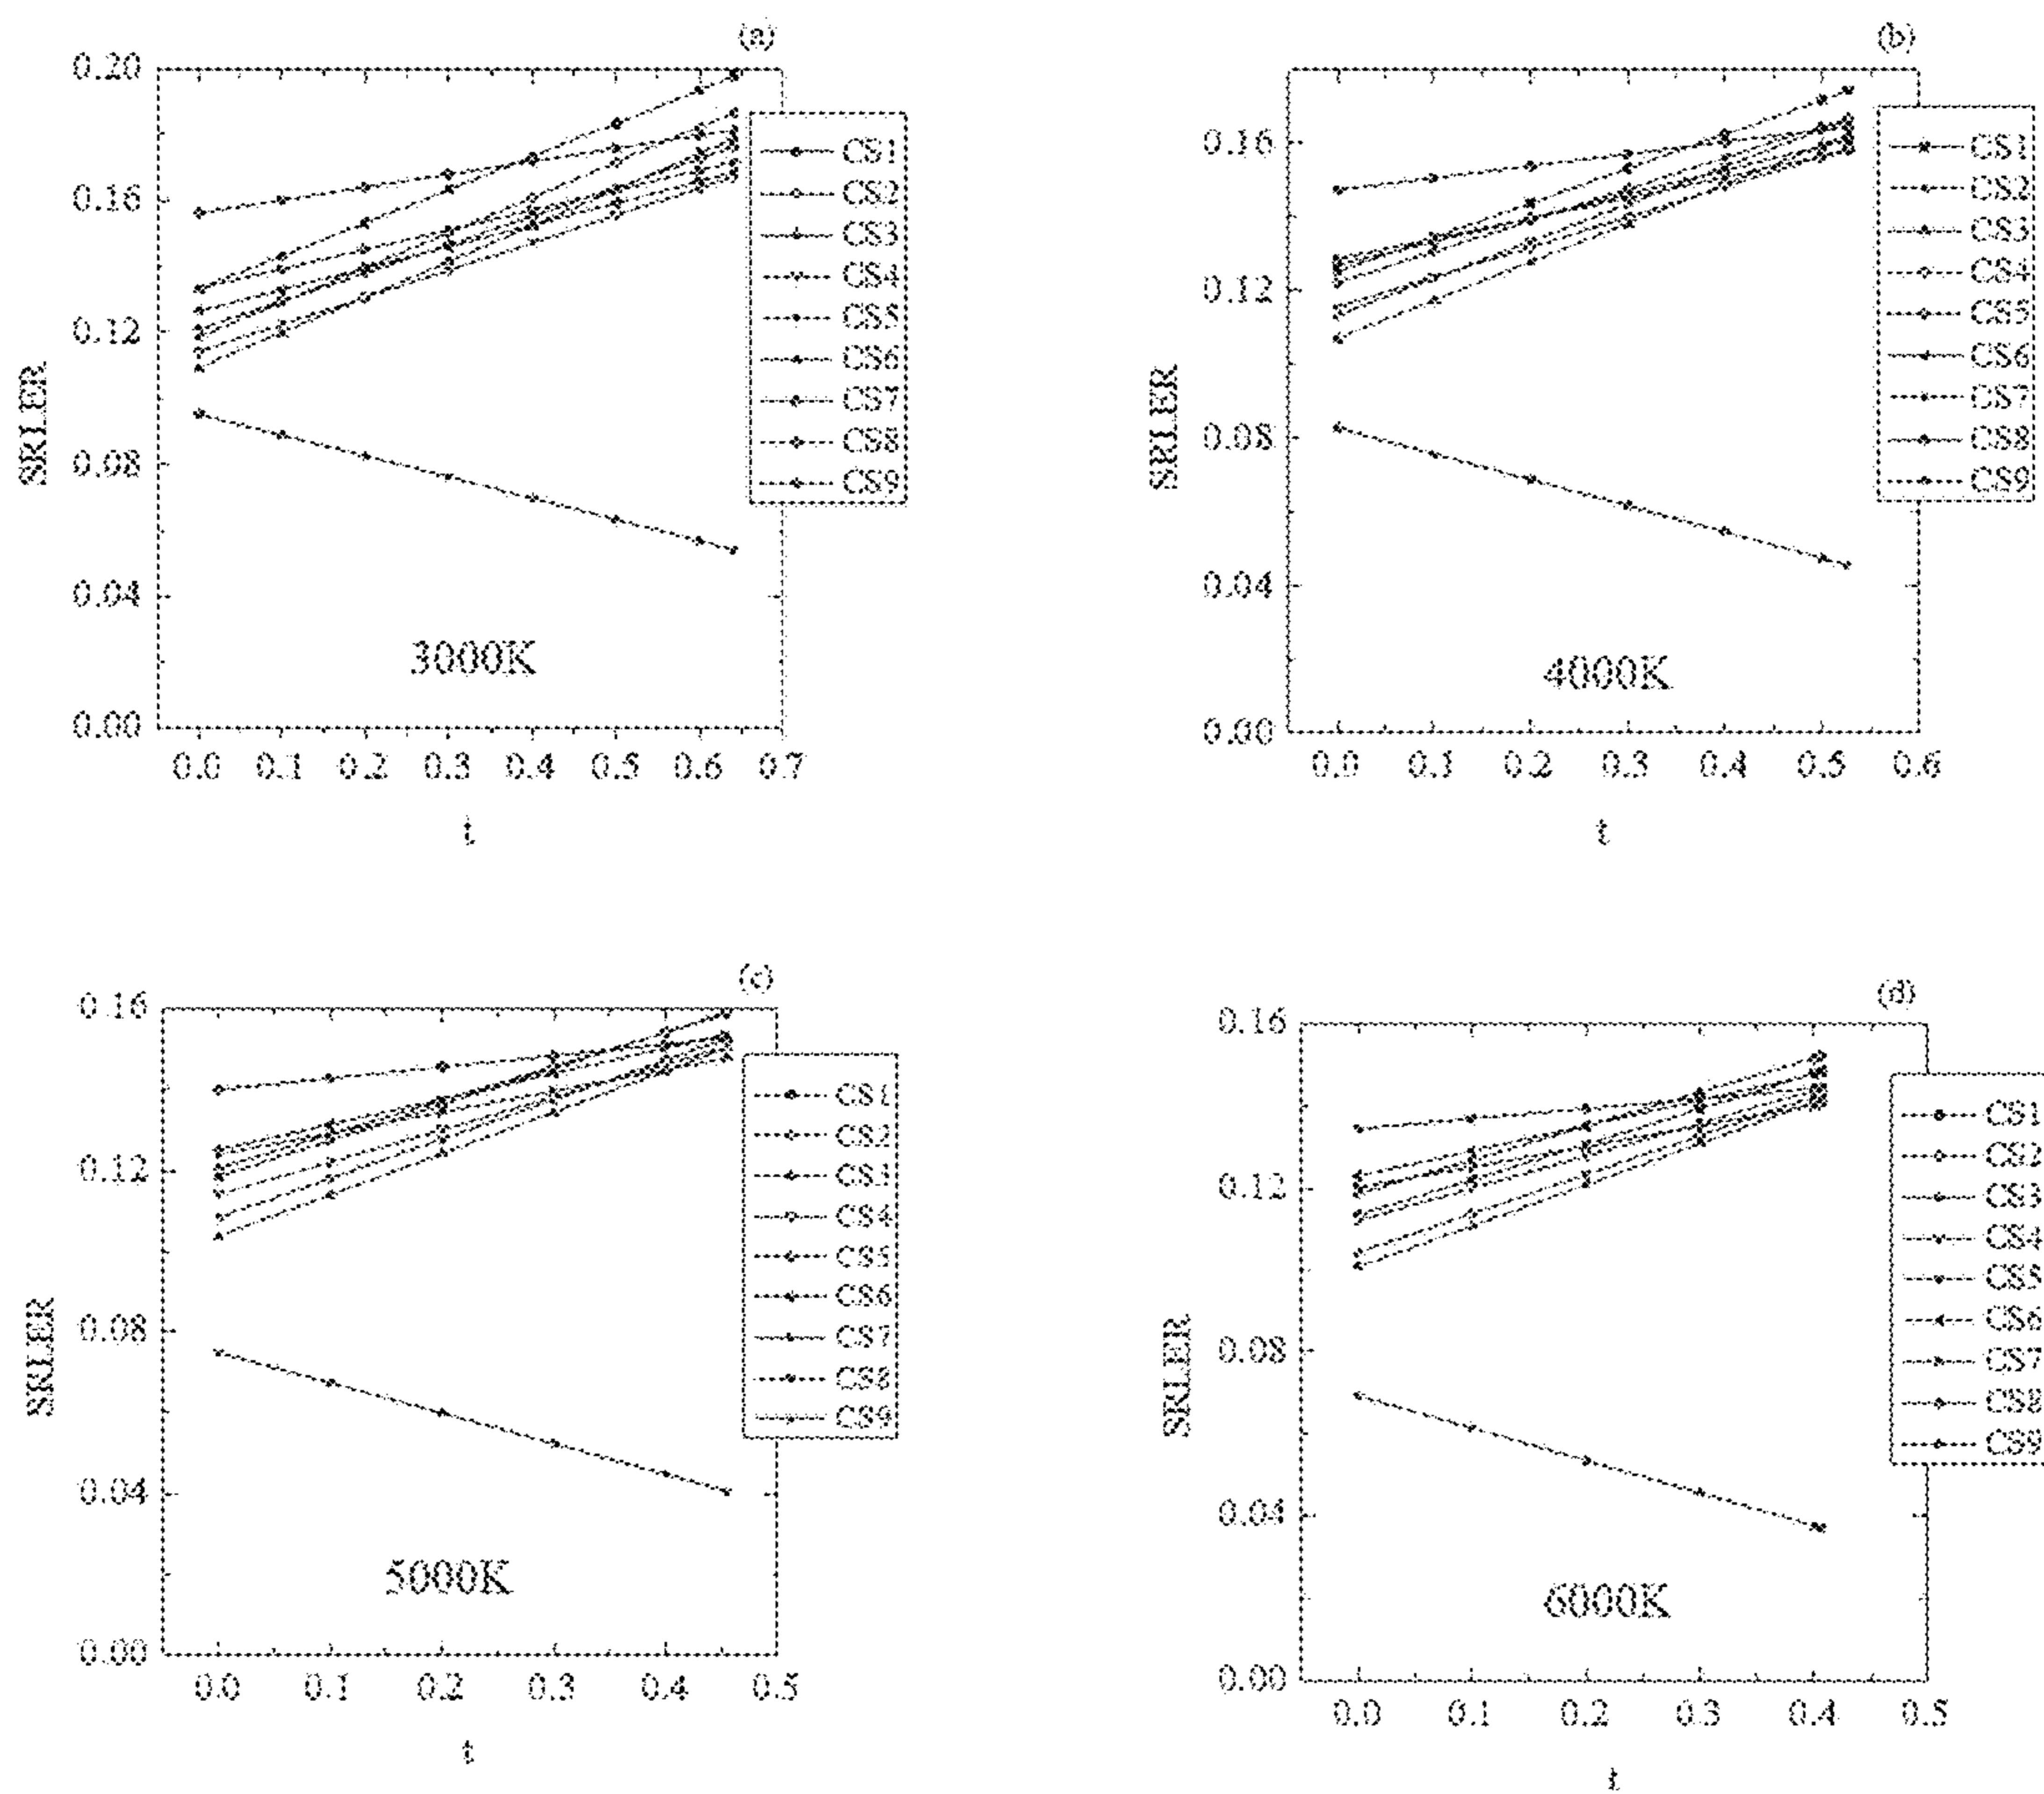 (a)
0.20
0.16
0.12
0.08
0.04
0.00
SRLER
CS1
CS2
CS3
CS4
CS5
CS6
CS7
CS8
CS9
3000K
0.0 0.1 0.2 0.3 0.4 0.5 0.6 0.7
t
(b)
0.16
0.12
0.08
0.04
0.00
SRLER
CS1
CS2
CS3
CS4
CS5
CS6
CS7
CS8
CS9
4000K
0.0 0.1 0.2 0.3 0.4 0.5 0.6
t
(c)
0.16
0.12
0.08
0.04
0.00
SRLER
CS1
CS2
CS3
CS4
CS5
CS6
CS7
CS8
CS9
5000K
0.0 0.1 0.2 0.3 0.4 0.5
t
(d)
0.16
0.12
0.08
0.04
0.00
SRLER
CS1
CS2
CS3
CS4
CS5
CS6
CS7
CS8
CS9
6000K
0.0 0.1 0.2 0.3 0.4 0.5
t